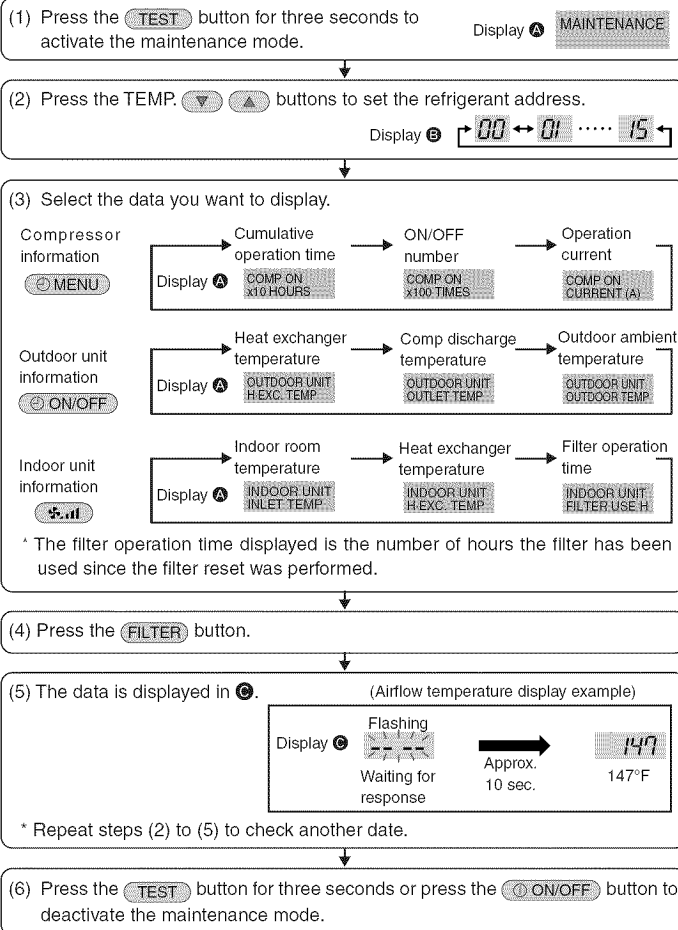 (1) Press the TEST button for three seconds to
activate the maintenance mode.
Display A MAINTENANCE
(2) Press the TEMP. ▼ ▲ buttons to set the refrigerant address.
Display B 00 ↔ 01 ····· 15
(3) Select the data you want to display.
Compressor
information
MENU
Display A
Cumulative
operation time
COMP ON
x10 HOURS
ON/OFF
number
COMP ON
x100 TIMES
Operation
current
COMP ON
CURRENT (A)
Outdoor unit
information
ON/OFF
Display A
Heat exchanger
temperature
OUTDOOR UNIT
H·EXC. TEMP
Comp discharge
temperature
OUTDOOR UNIT
OUTLET TEMP
Outdoor ambient
temperature
OUTDOOR UNIT
OUTDOOR TEMP
Indoor unit
information
Display A
Indoor room
temperature
INDOOR UNIT
INLET TEMP
Heat exchanger
temperature
INDOOR UNIT
H·EXC. TEMP
Filter operation
time
INDOOR UNIT
FILTER USE H
* The filter operation time displayed is the number of hours the filter has been
used since the filter reset was performed.
(4) Press the FILTER button.
(5) The data is displayed in C.
(Airflow temperature display example)
Display C
Flashing
-- --
Waiting for
response
Approx.
10 sec.
147
147°F
* Repeat steps (2) to (5) to check another date.
(6) Press the TEST button for three seconds or press the ON/OFF button to
deactivate the maintenance mode.